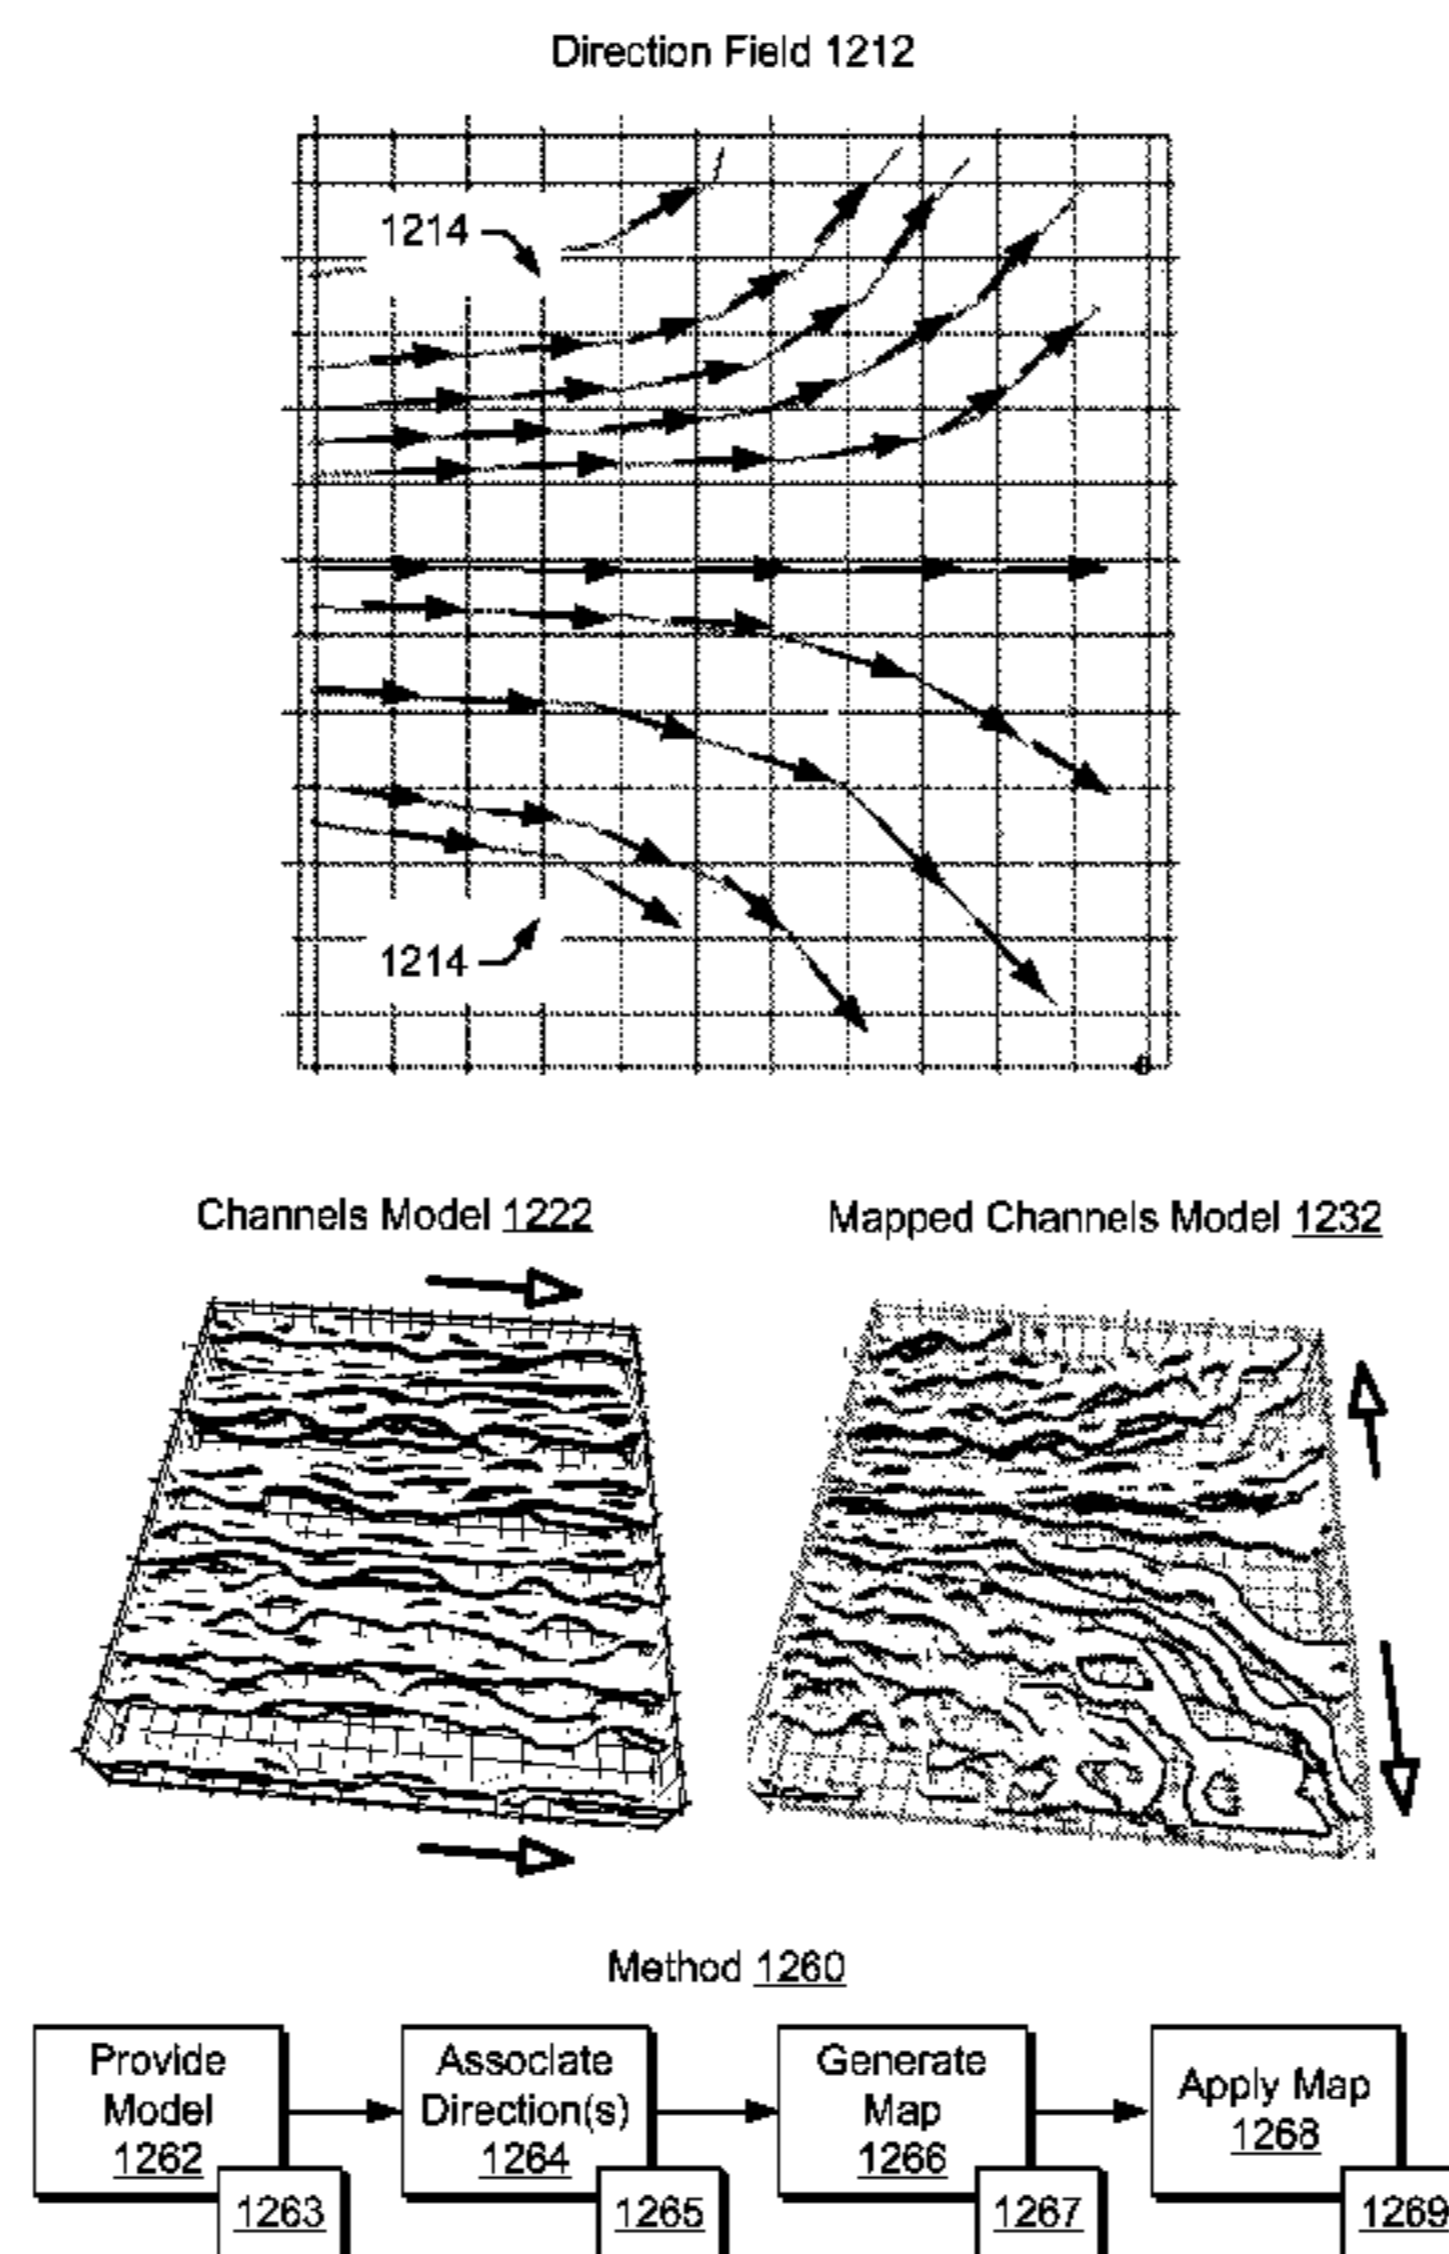 Direction Field 1212
1214
1214
Channels Model 1222
Mapped Channels Model 1232
Method 1260
Provide
Model
1262
1263
Associate
Direction(s)
1264
1265
Generate
Map
1266
1267
Apply Map
1268
1269